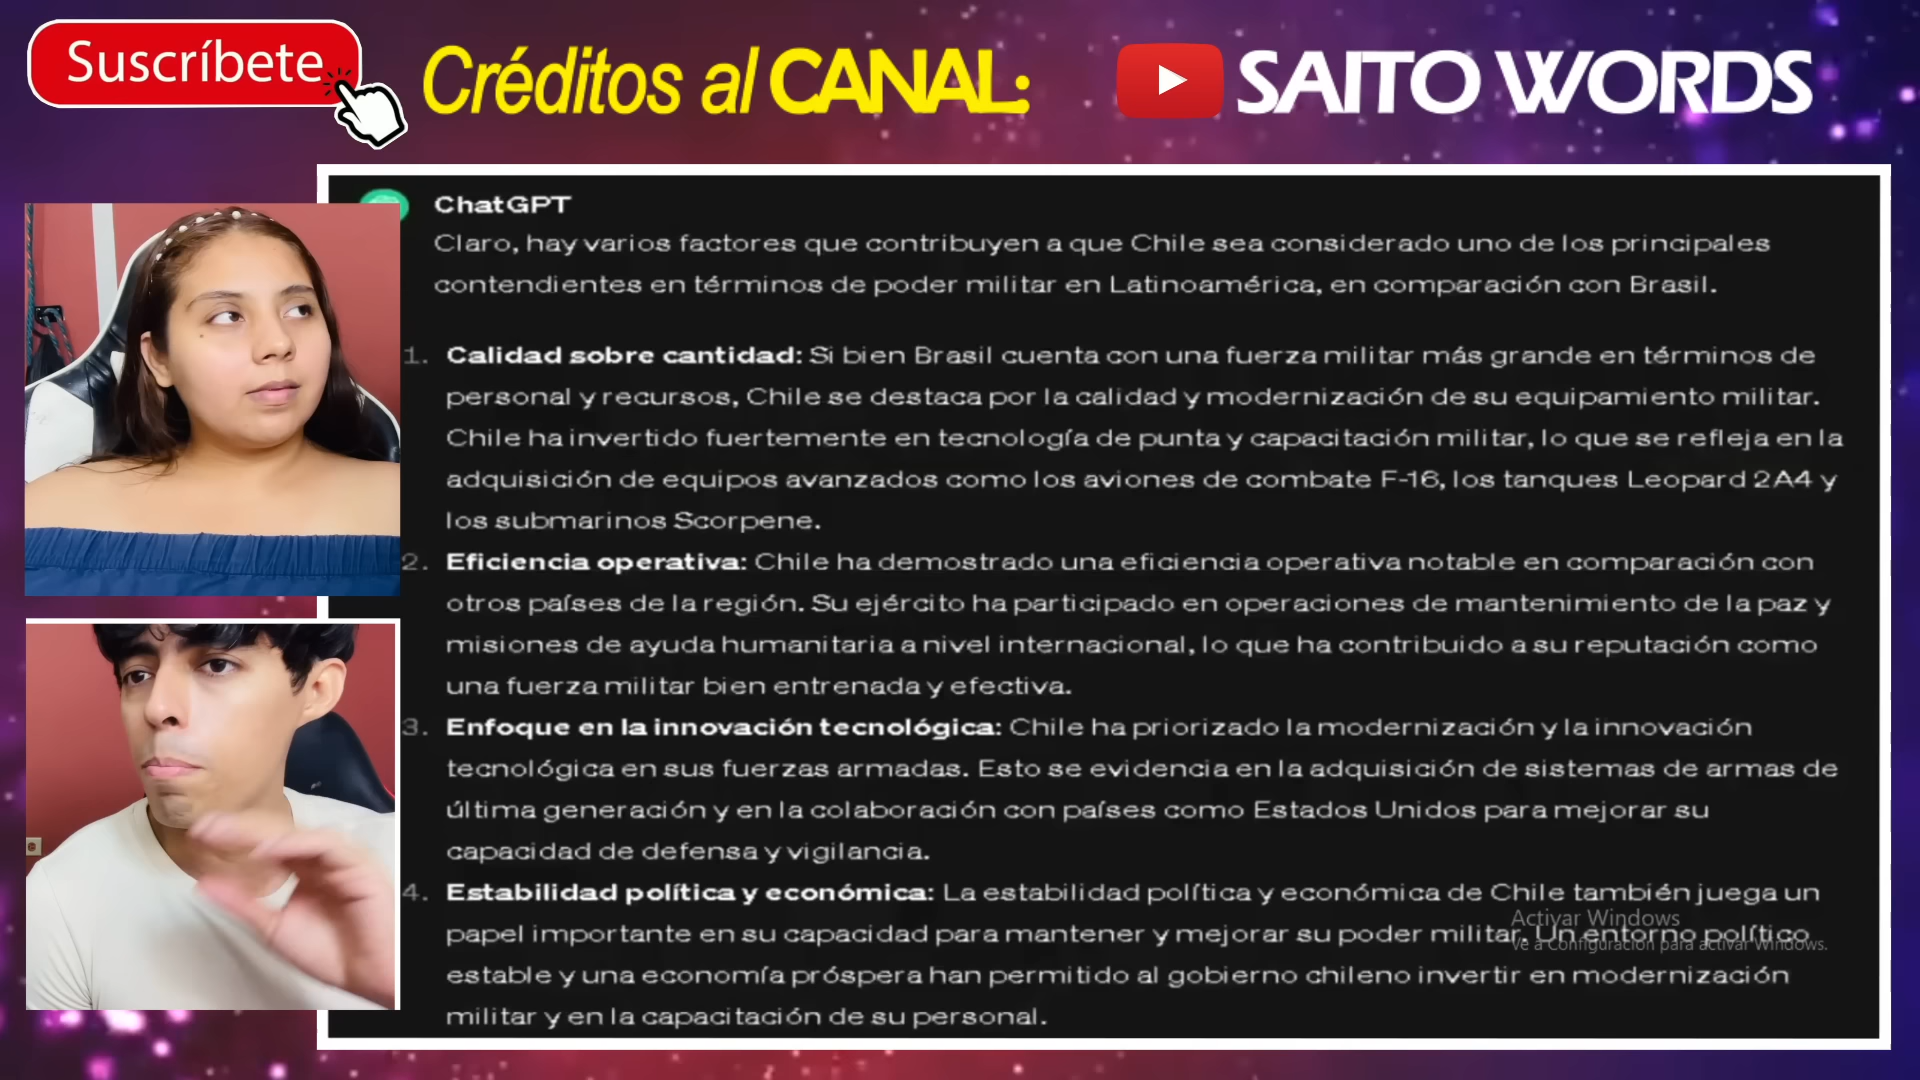 Suscríbete
Créditos al CANAL:
SAITO WORDS
ChatGPT
Claro, hay varios factores que contribuyen a que Chile sea considerado uno de los principales
contendientes en términos de poder militar en Latinoamérica, en comparación con Brasil.
1. Calidad sobre cantidad: Si bien Brasil cuenta con una fuerza militar más grande en términos de
personal y recursos, Chile se destaca por la calidad y modernización de su equipamiento militar.
Chile ha invertido fuertemente en tecnología de punta y capacitación militar, lo que se refleja en la
adquisición de equipos avanzados como los aviones de combate F-16, los tanques Leopard 2A4 y
los submarinos Scorpene.
2. Eficiencia operativa: Chile ha demostrado una eficiencia operativa notable en comparación con
otros países de la región. Su ejército ha participado en operaciones de mantenimiento de la paz y
misiones de ayuda humanitaria a nivel internacional, lo que ha contribuido a su reputación como
una fuerza militar bien entrenada y efectiva.
3. Enfoque en la innovación tecnológica: Chile ha priorizado la modernización y la innovación
tecnológica en sus fuerzas armadas. Esto se evidencia en la adquisición de sistemas de armas de
última generación y en la colaboración con países como Estados Unidos para mejorar su
capacidad de defensa y vigilancia.
4. Estabilidad política y económica: La estabilidad política y económica de Chile también juega un
papel importante en su capacidad para mantener y mejorar su poder militar. Un entorno político
estable y una economía próspera han permitido al gobierno chileno invertir en modernización
militar y en la capacitación de su personal.
Activar Windows
Ve a Configuración para activar Windows.